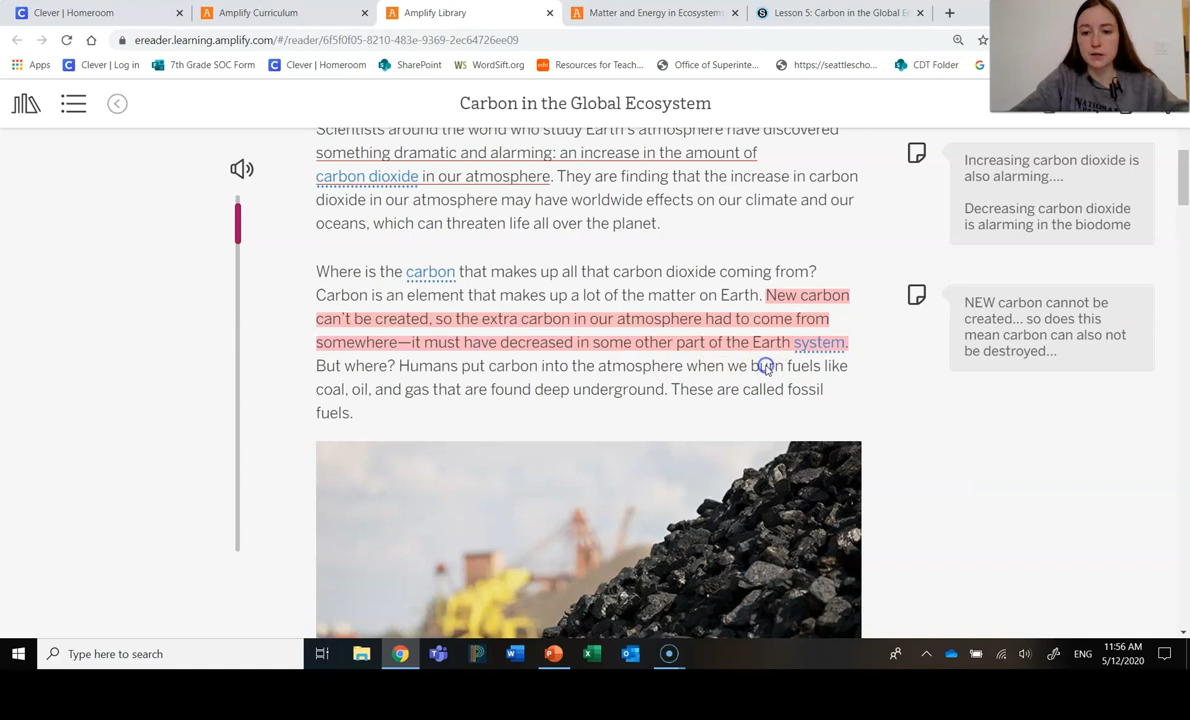 Clever | Homeroom
Amplify Curriculum
Amplify Library
Matter and Energy in Ecosystem
Lesson 5: Carbon in the Global E
ereader.learning.amplify.com/#/reader/6f5f0f05-8210-483e-9369-2ec64726ee09
Apps
Clever | Log in
7th Grade SOC Form
Clever | Homeroom
SharePoint
WordSift.org
Resources for Teac...
Office of Superinte...
https://seattlescho...
CDT Folder
Carbon in the Global Ecosystem
Scientists around the world who study Earth's atmosphere have discovered
something dramatic and alarming: an increase in the amount of
carbon dioxide in our atmosphere. They are finding that the increase in carbon
dioxide in our atmosphere may have worldwide effects on our climate and our
oceans, which can threaten life all over the planet.
Where is the carbon that makes up all that carbon dioxide coming from?
Carbon is an element that makes up a lot of the matter on Earth. New carbon
can't be created, so the extra carbon in our atmosphere had to come from
somewhere—it must have decreased in some other part of the Earth system.
But where? Humans put carbon into the atmosphere when we burn fuels like
coal, oil, and gas that are found deep underground. These are called fossil
fuels.
Increasing carbon dioxide is
also alarming....
Decreasing carbon dioxide
is alarming in the biodome
NEW carbon cannot be
created... so does this
mean carbon can also not
be destroyed...
Type here to search
ENG
11:56 AM
5/12/2020